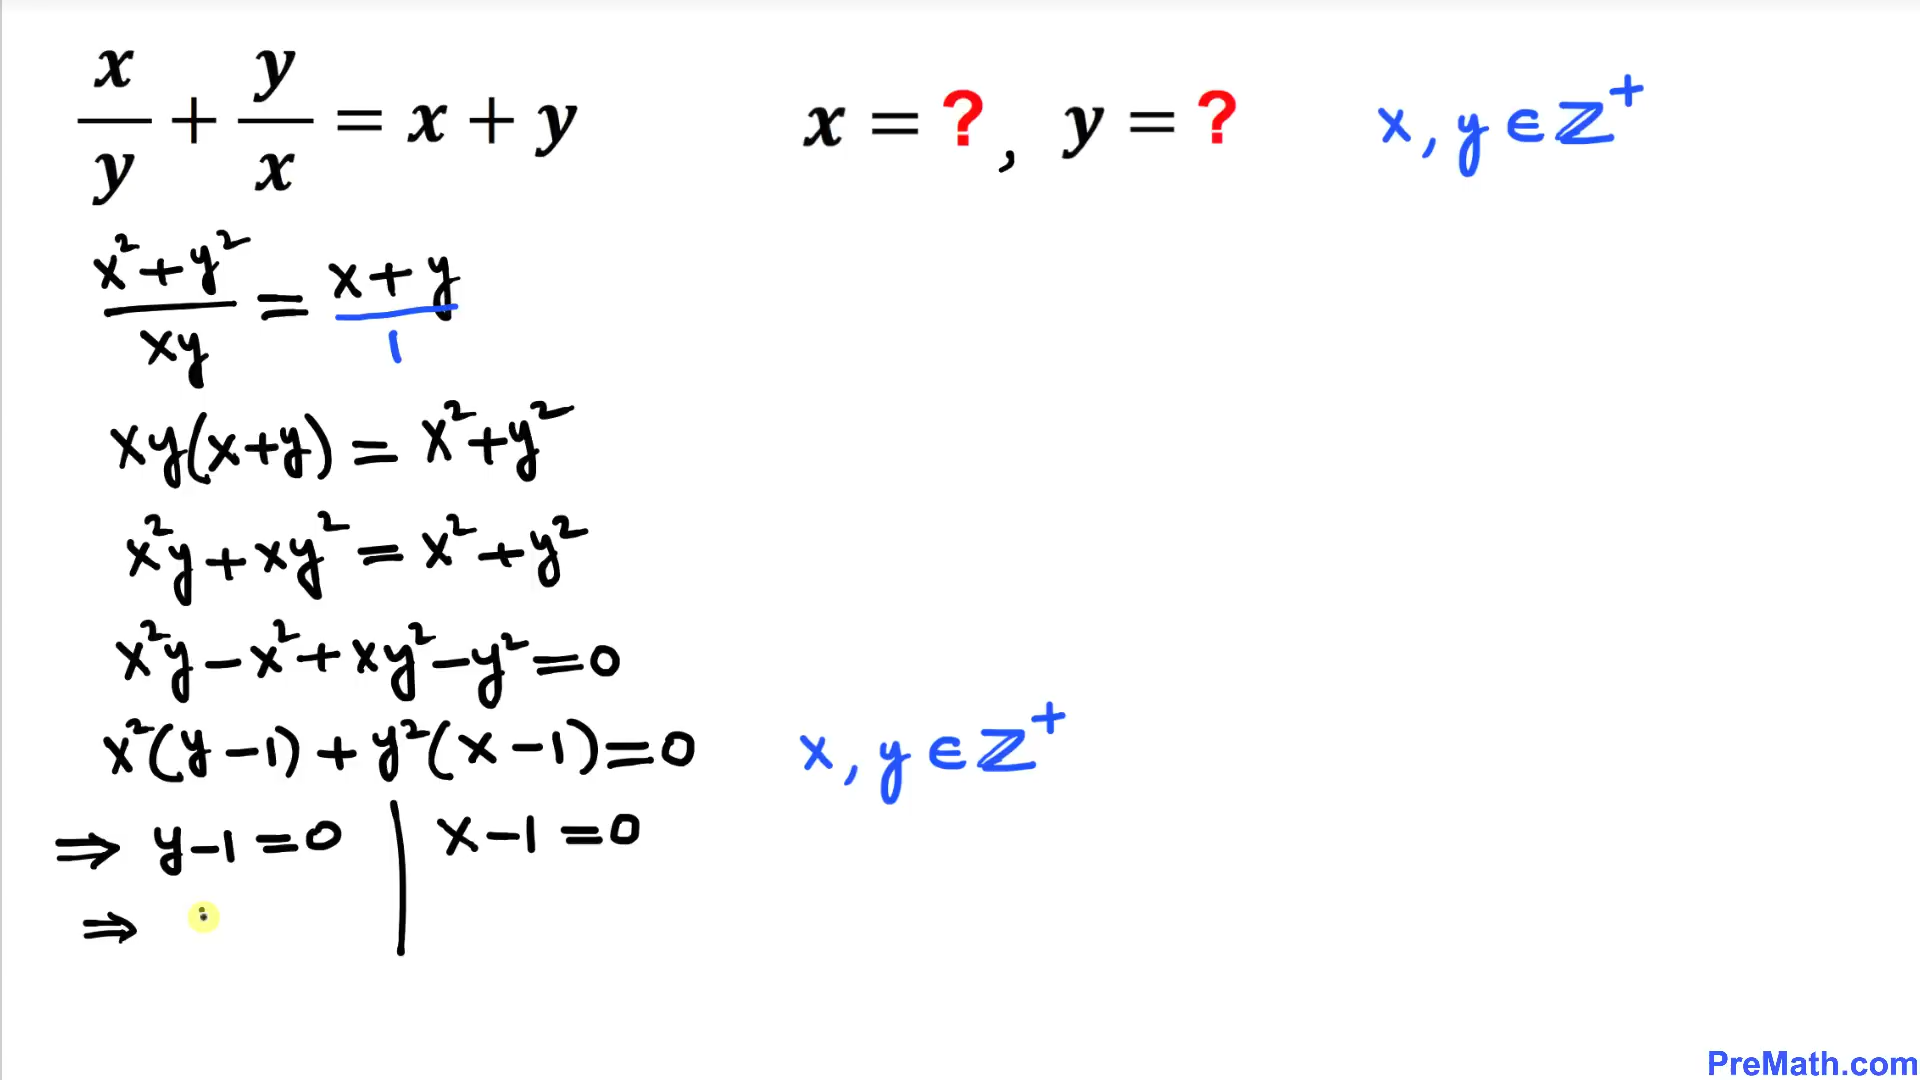 x/y + y/x = x + y    x = ? , y = ?    x, y ∈ ℤ⁺
(x² + y²)/(xy) = (x + y)/1
xy(x+y) = x² + y²
x²y + xy² = x² + y²
x²y − x² + xy² − y² = 0
x²(y − 1) + y²(x − 1) = 0    x, y ∈ ℤ⁺
⇒ y − 1 = 0 | x − 1 = 0
⇒
PreMath.com